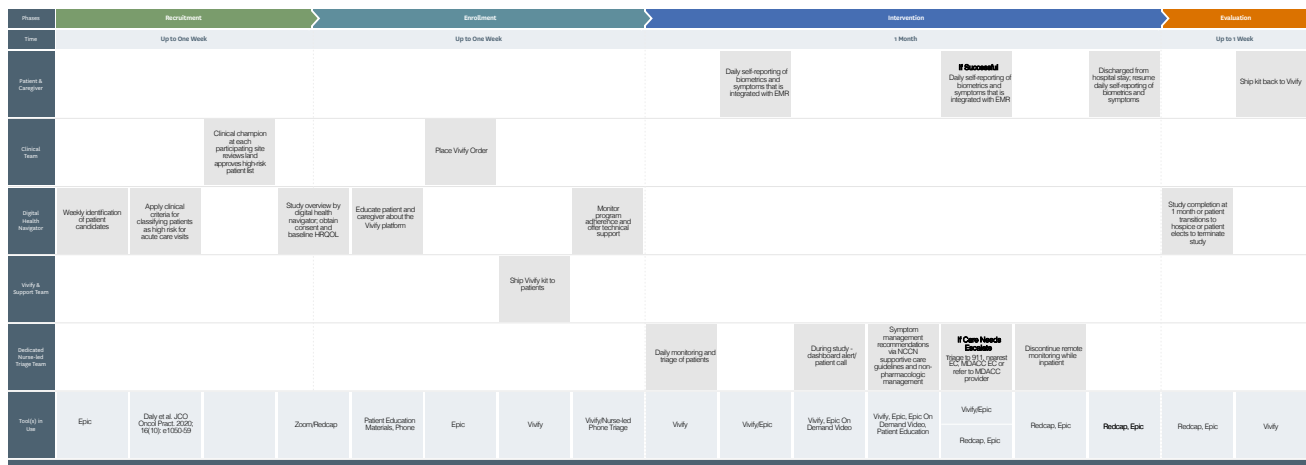 Phases
Recruitment
Enrollment
Intervention
Evaluation
Time
Up to One Week
Up to One Week
1 Month
Up to 1 Week
Patient &
Caregiver
Daily self-reporting of
biometrics and
symptoms that is
integrated with EMR
If Successful
Daily self-reporting of
biometrics and
symptoms that is
integrated with EMR
Discharged from
hospital stay; resume
daily self-reporting of
biometrics and
symptoms
Ship kit back to Vivify
Clinical
Team
Clinical champion
at each
participating site
reviews and
approves high-risk
patient list
Place Vivify Order
Digital
Health
Navigator
Weekly identification
of patient
candidates
Apply clinical
criteria for
classifying patients
as high risk for
acute care visits
Study overview by
digital health
navigator; obtain
consent and
baseline HRQOL
Educate patient and
caregiver about the
Vivify platform
Monitor
program
adherence and
offer technical
support
Study completion at
1 month or patient
transitions to
hospice or patient
elects to terminate
study
Vivify &
Support Team
Ship Vivify kit to
patients
Dedicated
Nurse-led
Triage Team
Daily monitoring and
triage of patients
During study -
dashboard alert/
patient call
Symptom
management
recommendations
via NCCN
supportive care
guidelines and non-
pharmacologic
management
If Care Needs
Escalate
Triage to 911, nearest
EC, MDACC EC or
refer to MDACC
provider
Discontinue remote
monitoring while
inpatient
Tool(s) in
Use
Epic
Daly et al. JCO
Oncol Pract. 2020;
16(10): e1050-59
Zoom/Redcap
Patient Education
Materials, Phone
Epic
Vivify
Vivify/Nurse-led
Phone Triage
Vivify
Vivify/Epic
Vivify, Epic On
Demand Video
Vivify, Epic, Epic On
Demand Video,
Patient Education
Vivify/Epic
Redcap, Epic
Redcap, Epic
Redcap, Epic
Redcap, Epic
Vivify